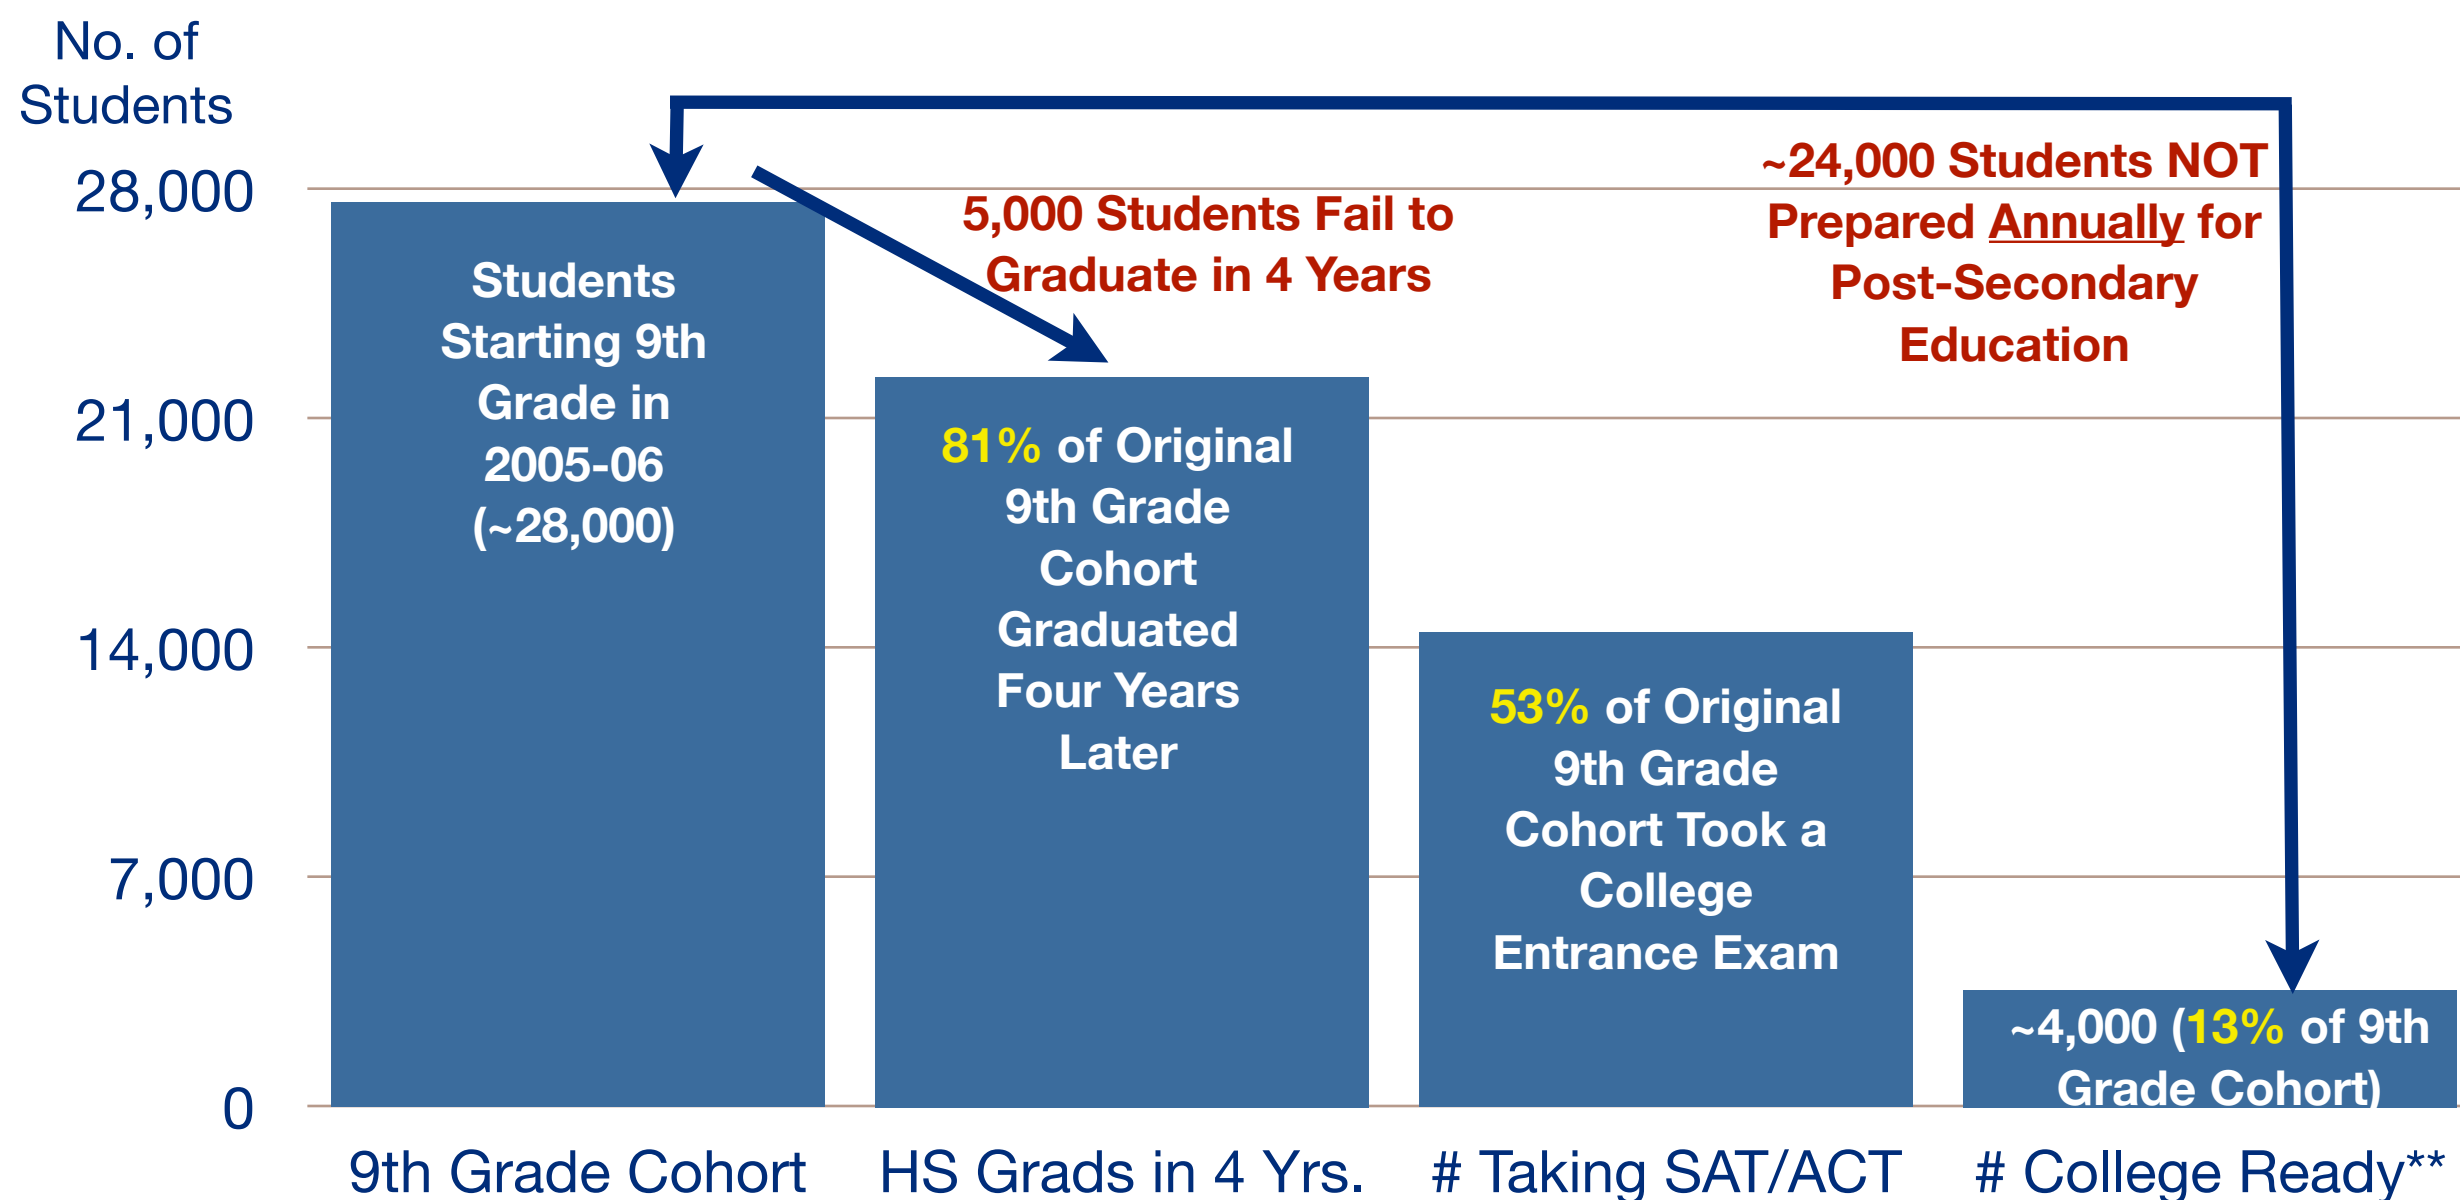 No. of
Students
28,000
21,000
14,000
7,000
0
Students
Starting 9th
Grade in
2005-06
(~28,000)
5,000 Students Fail to
Graduate in 4 Years
81% of Original
9th Grade
Cohort
Graduated
Four Years
Later
53% of Original
9th Grade
Cohort Took a
College
Entrance Exam
~24,000 Students NOT
Prepared Annually for
Post-Secondary
Education
~4,000 (13% of 9th
Grade Cohort)
9th Grade Cohort
HS Grads in 4 Yrs.
# Taking SAT/ACT
# College Ready**